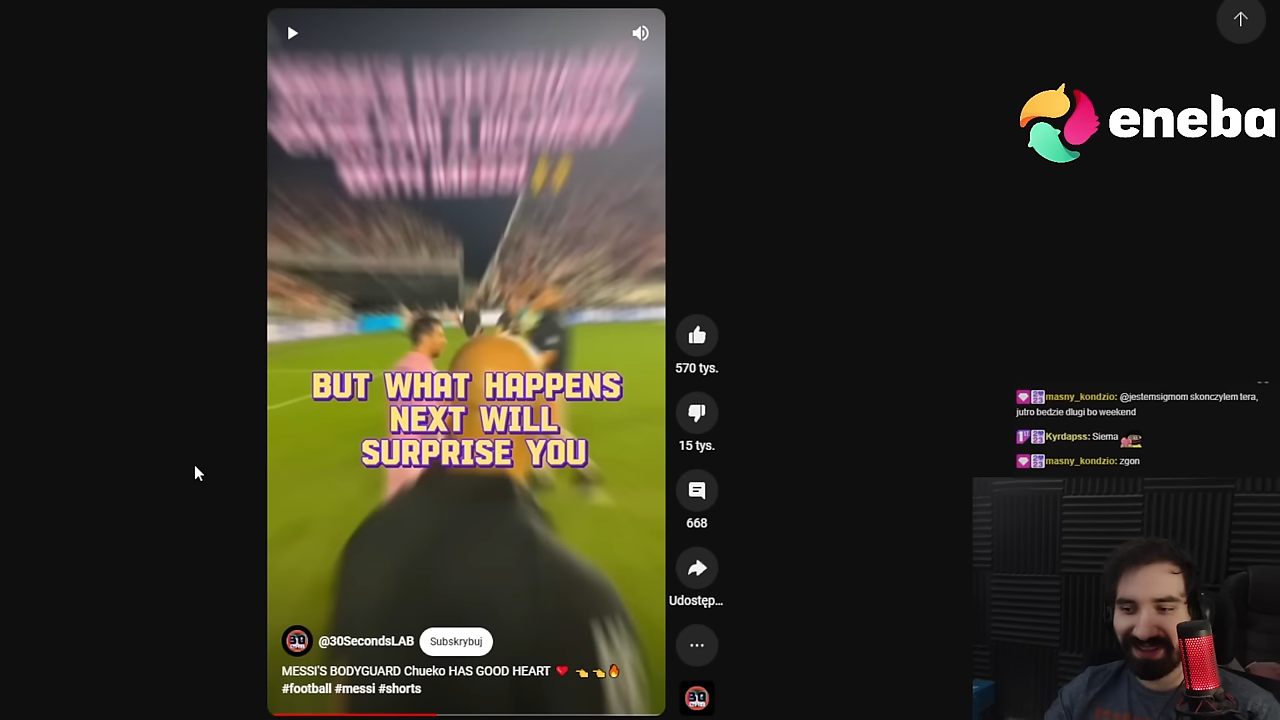 eneba
BUT WHAT HAPPENS
NEXT WILL
SURPRISE YOU
570 tys.
15 tys.
668
Udostęp...
@30SecondsLAB
Subskrybuj
MESSI'S BODYGUARD Chueko HAS GOOD HEART
#football #messi #shorts
masny_kondzio: @jestemsigmom skonczylem tera,
jutro bedzie dlugi bo weekend
Kyrdapss: Siema
masny_kondzio: zgon